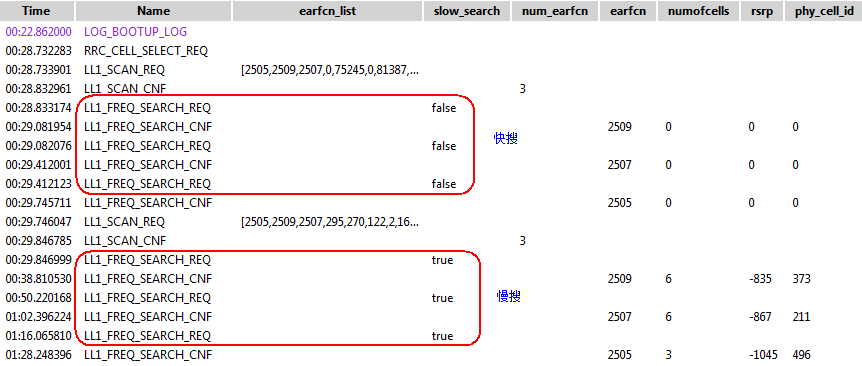 Time Name earfcn_list slow_search num_earfcn earfcn numofcells rsrp phy_cell_id
00:22.862000 LOG_BOOTUP_LOG
00:28.732283 RRC_CELL_SELECT_REQ
00:28.733901 LL1_SCAN_REQ [2505,2509,2507,0,75245,0,81387,...
00:28.832961 LL1_SCAN_CNF 3
00:28.833174 LL1_FREQ_SEARCH_REQ false
00:29.081954 LL1_FREQ_SEARCH_CNF 2509 0 0 0
00:29.082076 LL1_FREQ_SEARCH_REQ false 快搜
00:29.412001 LL1_FREQ_SEARCH_CNF 2507 0 0 0
00:29.412123 LL1_FREQ_SEARCH_REQ false
00:29.745711 LL1_FREQ_SEARCH_CNF 2505 0 0 0
00:29.746047 LL1_SCAN_REQ [2505,2509,2507,295,270,122,2,16...
00:29.846785 LL1_SCAN_CNF 3
00:29.846999 LL1_FREQ_SEARCH_REQ true
00:38.810530 LL1_FREQ_SEARCH_CNF 2509 6 -835 373
00:50.220168 LL1_FREQ_SEARCH_REQ true 慢搜
01:02.396224 LL1_FREQ_SEARCH_CNF 2507 6 -867 211
01:16.065810 LL1_FREQ_SEARCH_REQ true
01:28.248396 LL1_FREQ_SEARCH_CNF 2505 3 -1045 496